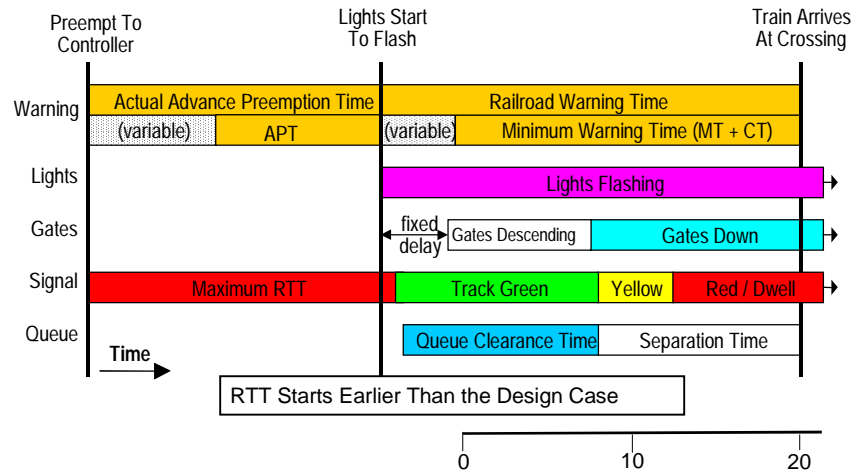 Preempt To
Controller
Lights Start
To Flash
Train Arrives
At Crossing
Warning
Actual Advance Preemption Time
Railroad Warning Time
(variable)
APT
(variable)
Minimum Warning Time (MT + CT)
Lights
Lights Flashing
Gates
fixed
delay
Gates Descending
Gates Down
Signal
Maximum RTT
Track Green
Yellow
Red / Dwell
Queue
Queue Clearance Time
Separation Time
Time
RTT Starts Earlier Than the Design Case
0
10
20